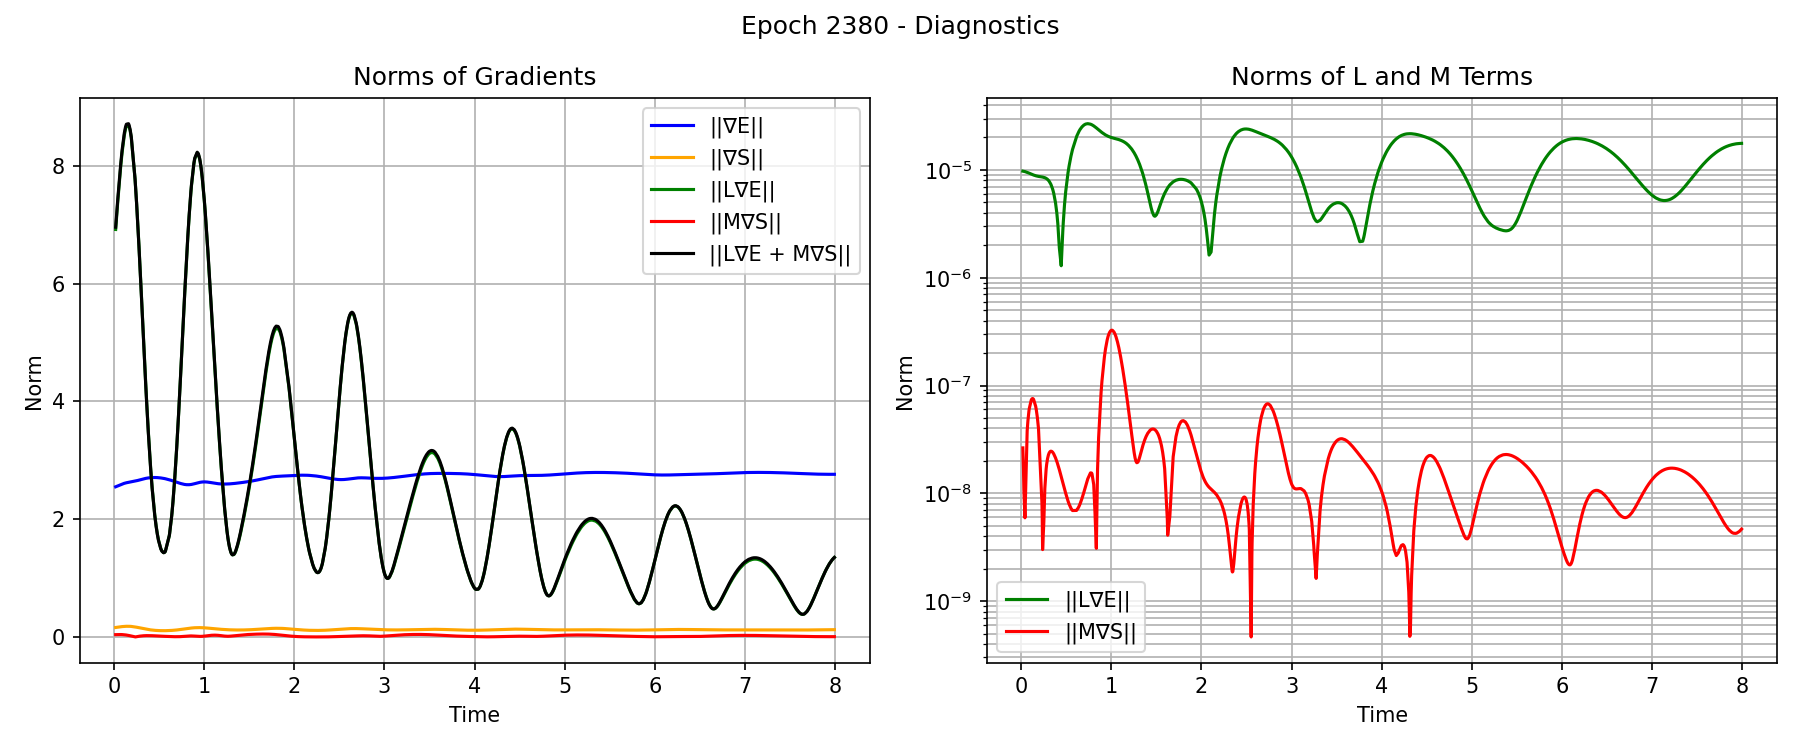 Epoch 2380 - Diagnostics
Norms of Gradients
Norm
8
6
4
2
0
0 1 2 3 4 5 6 7 8
Time
||∇E||
||∇S||
||L∇E||
||M∇S||
||L∇E + M∇S||
Norms of L and M Terms
Norm
10⁻⁵
10⁻⁶
10⁻⁷
10⁻⁸
10⁻⁹
||L∇E||
||M∇S||
0 1 2 3 4 5 6 7 8
Time